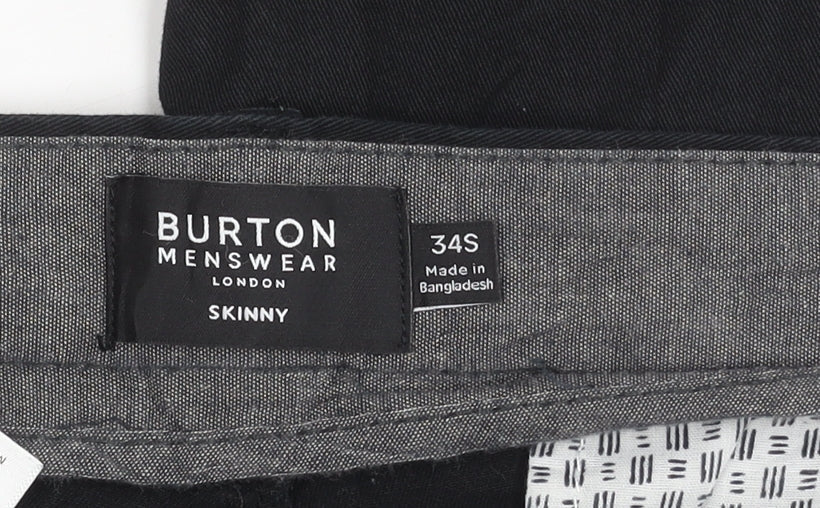 BURTON
MENSWEAR
LONDON
SKINNY
34S
Made in
Bangladesh